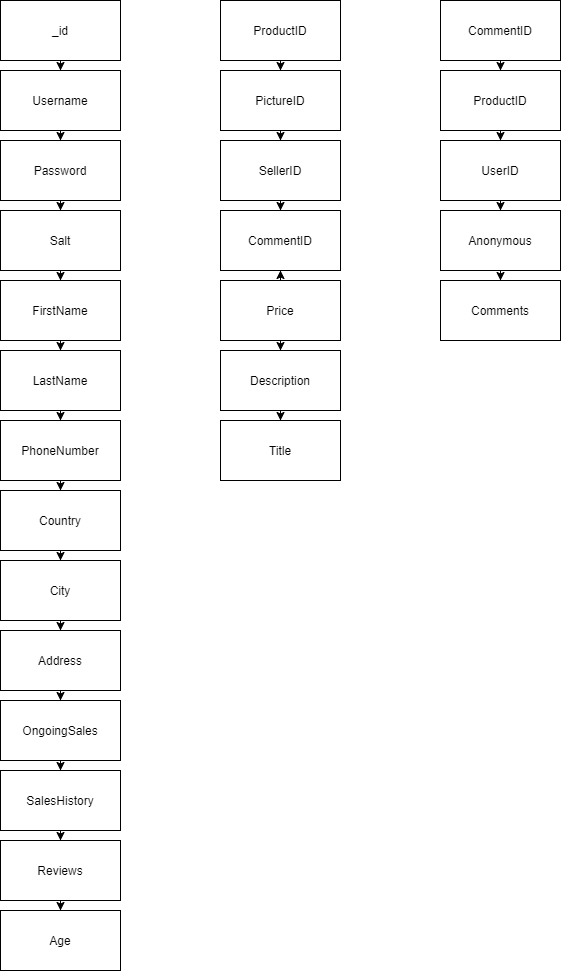 _id
Username
Password
Salt
FirstName
LastName
PhoneNumber
Country
City
Address
OngoingSales
SalesHistory
Reviews
Age
ProductID
PictureID
SellerID
CommentID
Price
Description
Title
CommentID
ProductID
UserID
Anonymous
Comments